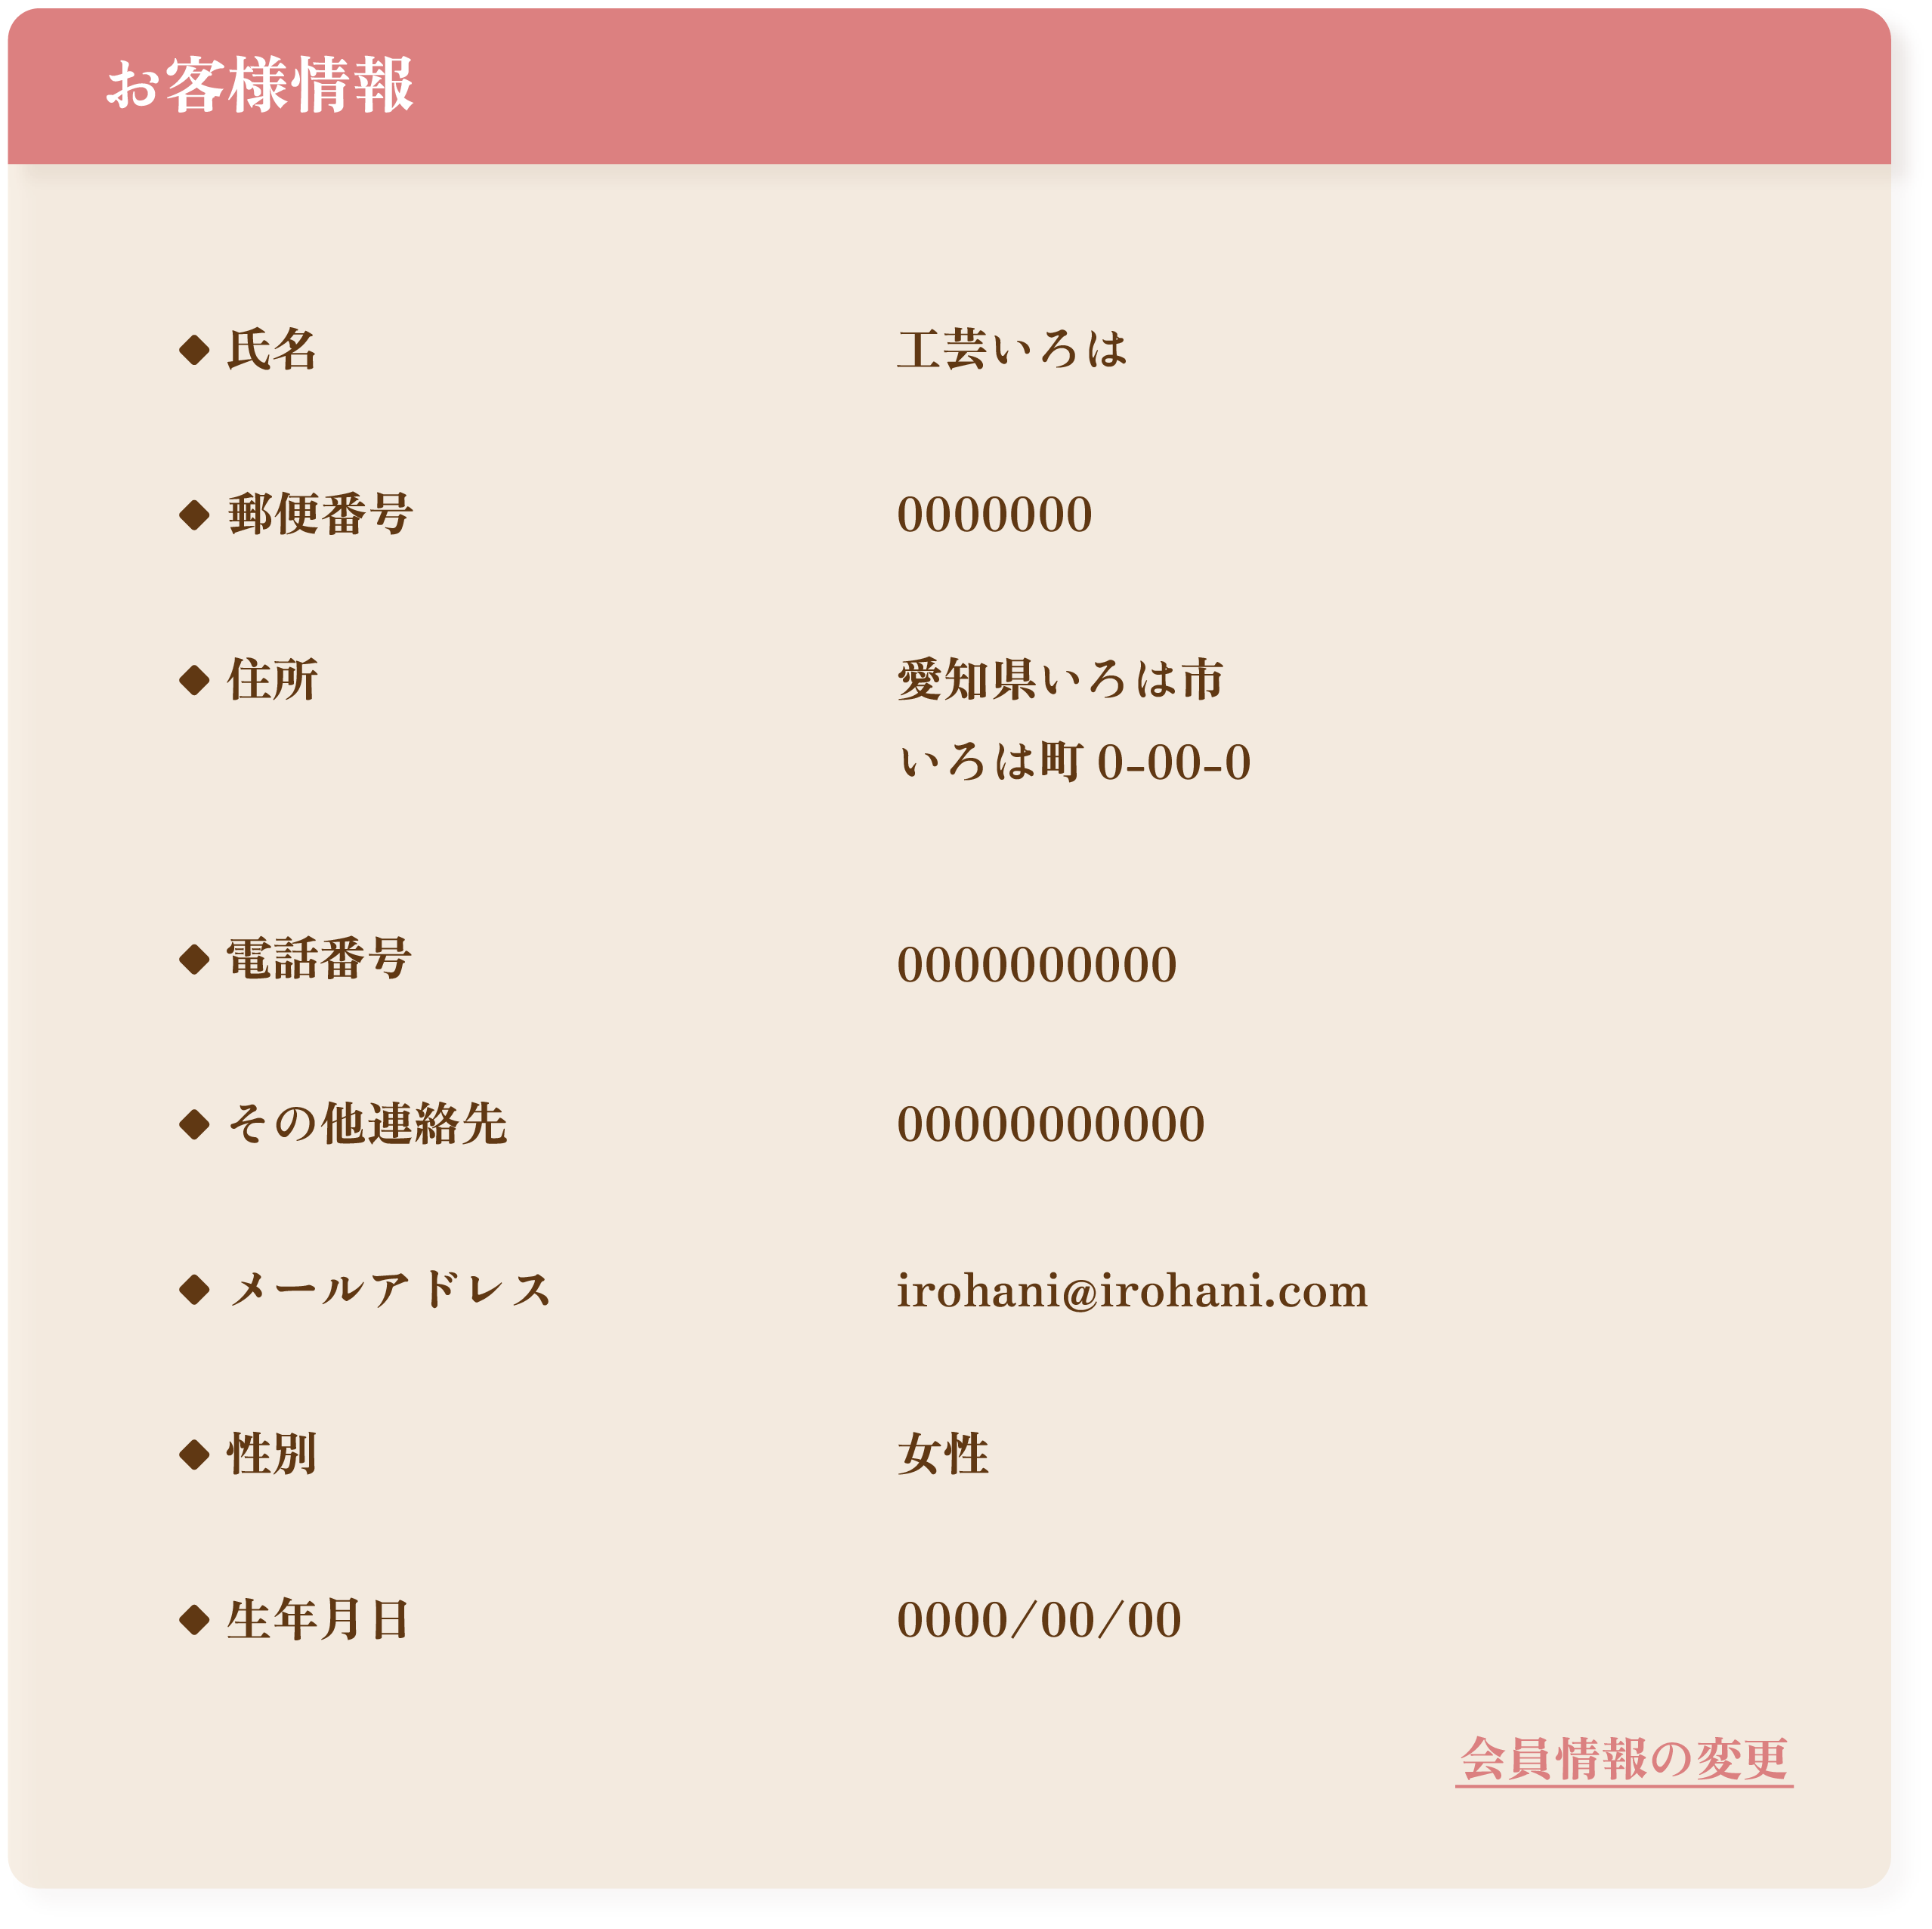 お客様情報
◆ 氏名 工芸いろは
◆ 郵便番号 0000000
◆ 住所 愛知県いろは市
いろは町 0-00-0
◆ 電話番号 0000000000
◆ その他連絡先 00000000000
◆ メールアドレス irohani@irohani.com
◆ 性別 女性
◆ 生年月日 0000/00/00
会員情報の変更